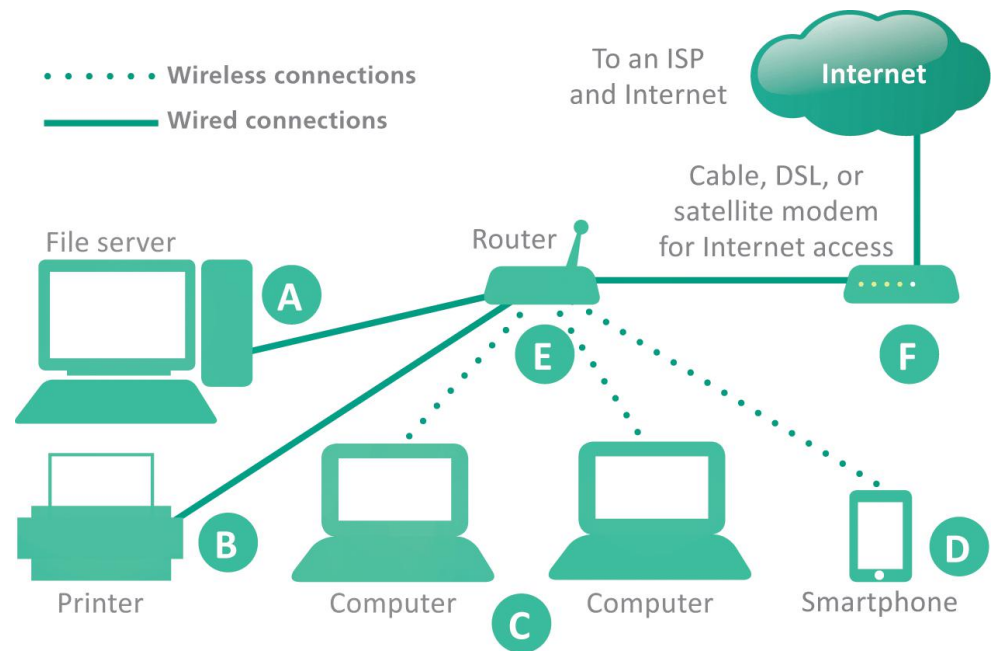 Wireless connections
Wired connections
To an ISP
and Internet
Internet
Cable, DSL, or
satellite modem
for Internet access
File server
Router
A
E
F
B
D
Printer
Computer
Computer
Smartphone
C